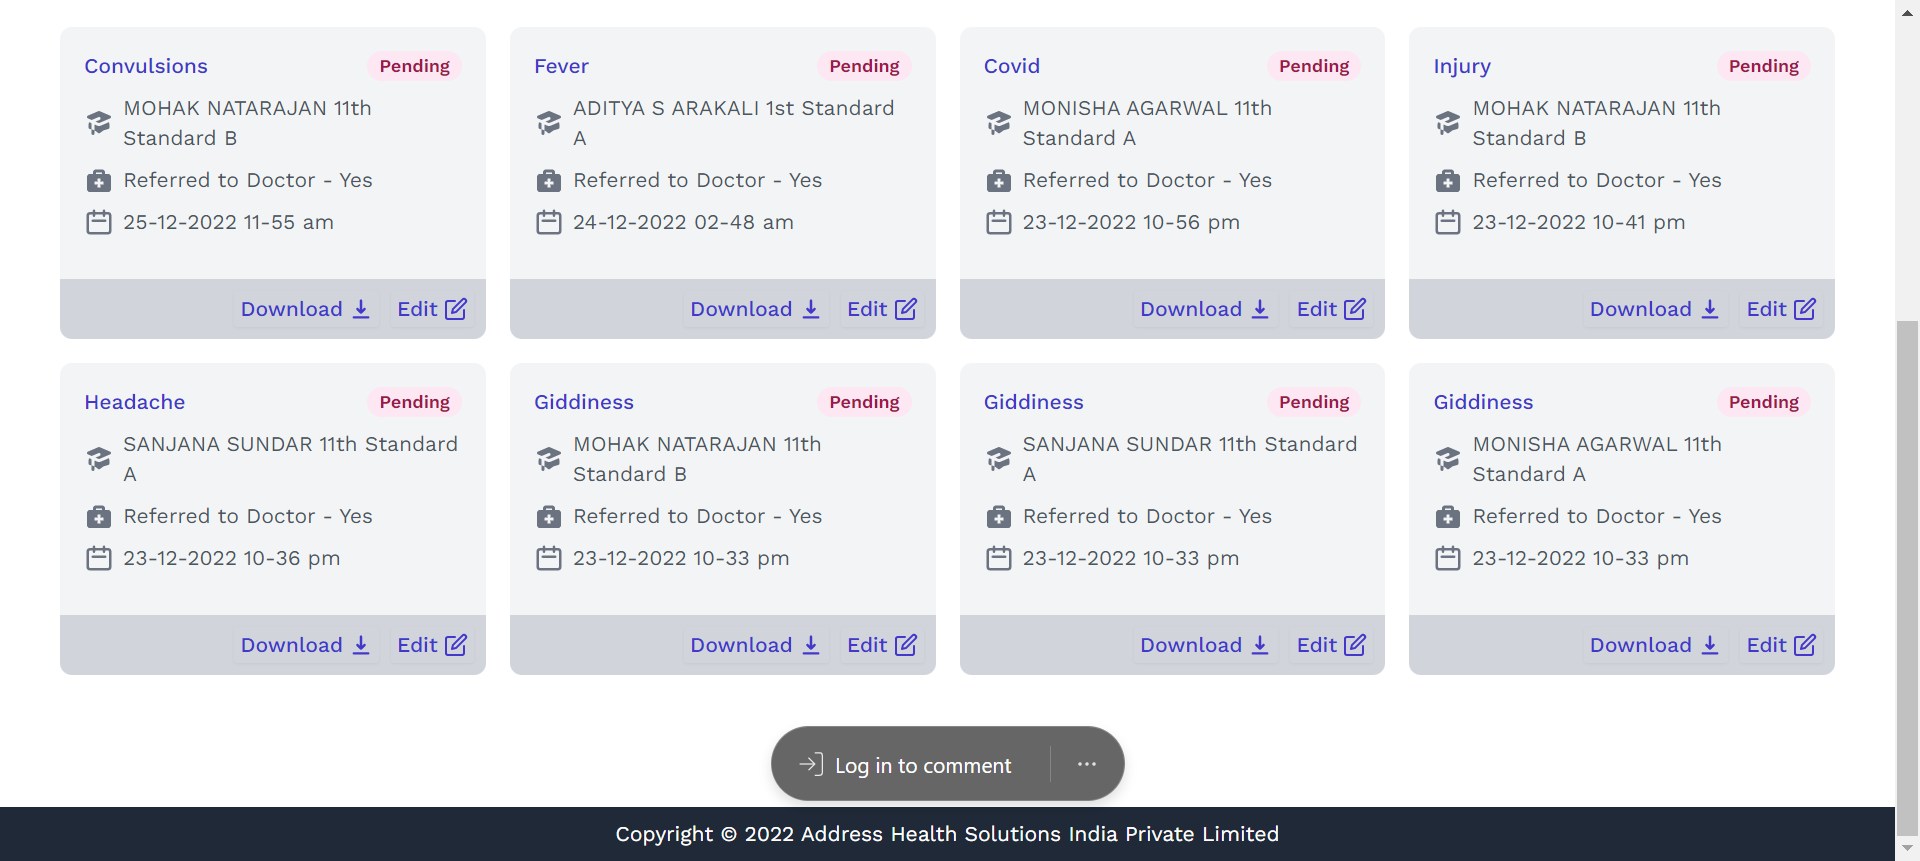 Convulsions
Pending
MOHAK NATARAJAN 11th
Standard B
Referred to Doctor - Yes
25-12-2022 11-55 am
Download
Edit
Fever
Pending
ADITYA S ARAKALI 1st Standard
A
Referred to Doctor - Yes
24-12-2022 02-48 am
Download
Edit
Covid
Pending
MONISHA AGARWAL 11th
Standard A
Referred to Doctor - Yes
23-12-2022 10-56 pm
Download
Edit
Injury
Pending
MOHAK NATARAJAN 11th
Standard B
Referred to Doctor - Yes
23-12-2022 10-41 pm
Download
Edit
Headache
Pending
SANJANA SUNDAR 11th Standard
A
Referred to Doctor - Yes
23-12-2022 10-36 pm
Download
Edit
Giddiness
Pending
MOHAK NATARAJAN 11th
Standard B
Referred to Doctor - Yes
23-12-2022 10-33 pm
Download
Edit
Giddiness
Pending
SANJANA SUNDAR 11th Standard
A
Referred to Doctor - Yes
23-12-2022 10-33 pm
Download
Edit
Giddiness
Pending
MONISHA AGARWAL 11th
Standard A
Referred to Doctor - Yes
23-12-2022 10-33 pm
Download
Edit
Log in to comment
Copyright © 2022 Address Health Solutions India Private Limited